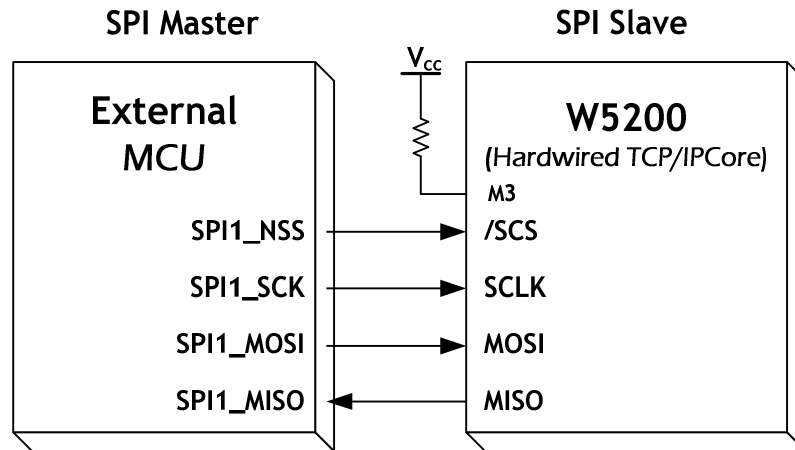 SPI Master
SPI Slave
Vcc
External
MCU
W5200
(Hardwired TCP/IPCore)
M3
SPI1_NSS
/SCS
SPI1_SCK
SCLK
SPI1_MOSI
MOSI
SPI1_MISO
MISO